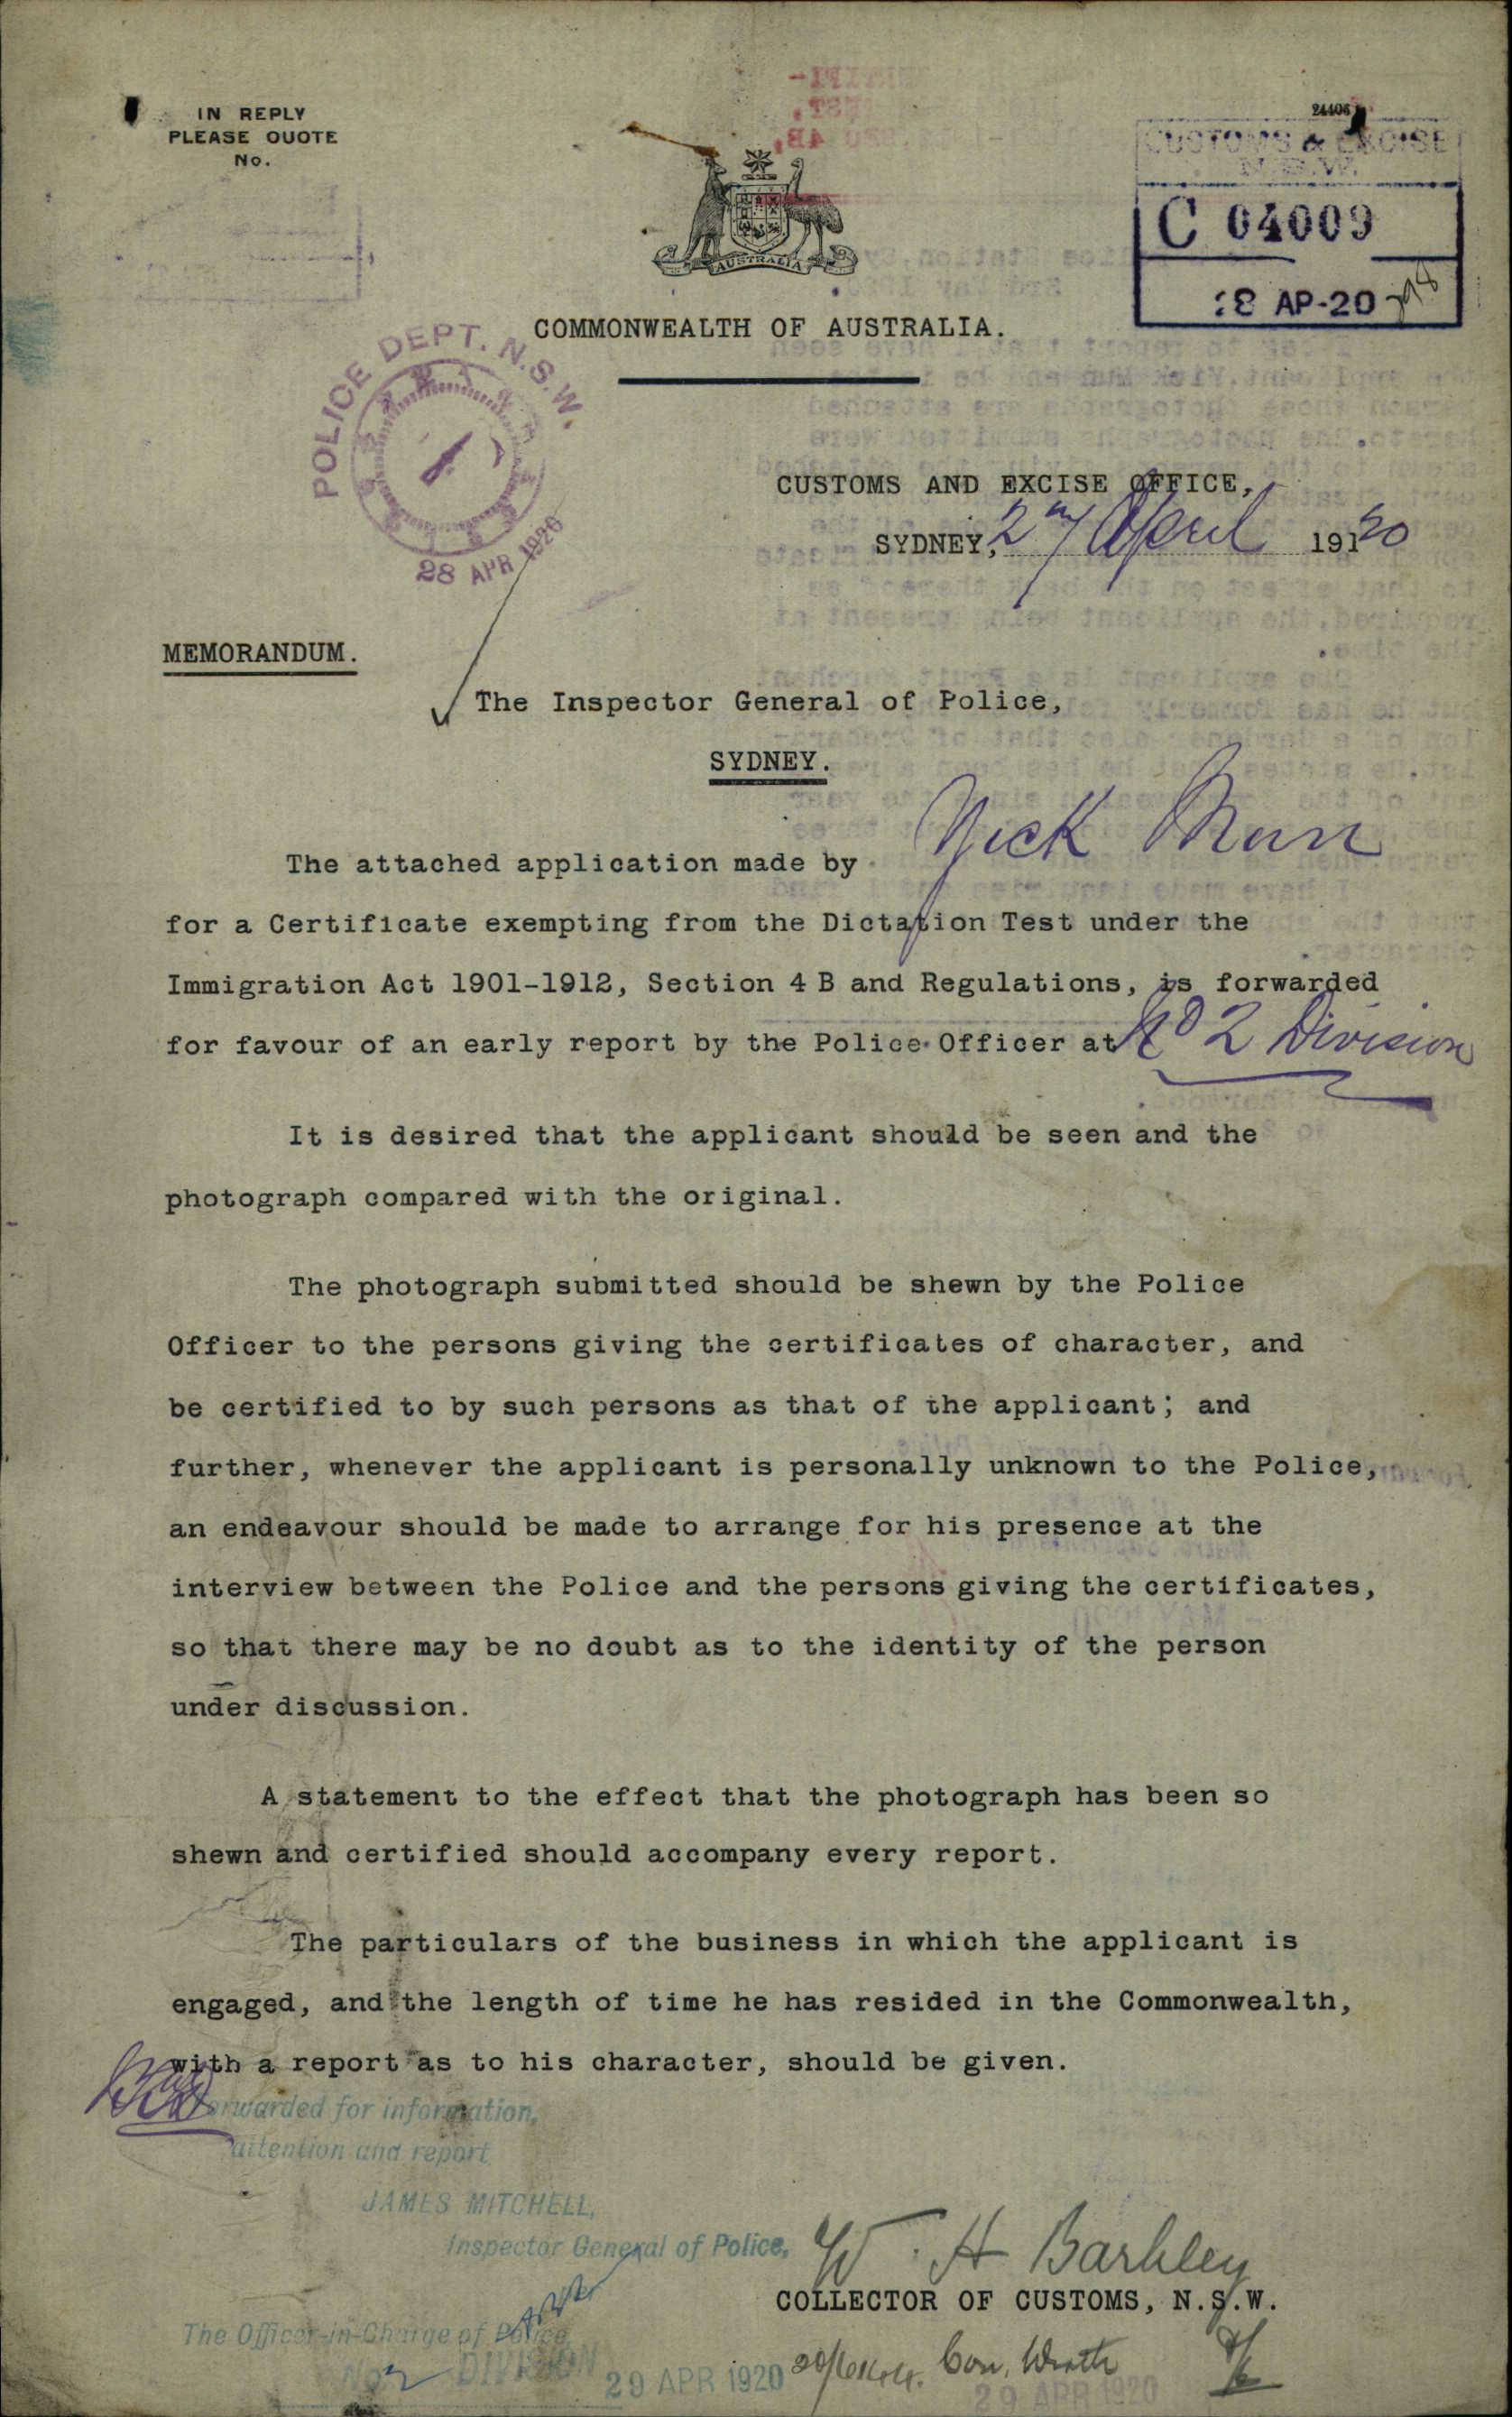 IN REPLY
PLEASE QUOTE
No.
24406
CUSTOMS & EXCISE
N.S.W.
C 04009
28 AP-20
AUSTRALIA
COMMONWEALTH OF AUSTRALIA.
POLICE DEPT. N.S.W.
28 APR 1920
CUSTOMS AND EXCISE OFFICE,
SYDNEY, 27 April 1920
MEMORANDUM.
The Inspector General of Police,
SYDNEY.
The attached application made by Yick Mun
for a Certificate exempting from the Dictation Test under the
Immigration Act 1901-1912, Section 4 B and Regulations, is forwarded
for favour of an early report by the Police Officer at No 2 Division
It is desired that the applicant should be seen and the
photograph compared with the original.
The photograph submitted should be shewn by the Police
Officer to the persons giving the certificates of character, and
be certified to by such persons as that of the applicant; and
further, whenever the applicant is personally unknown to the Police,
an endeavour should be made to arrange for his presence at the
interview between the Police and the persons giving the certificates,
so that there may be no doubt as to the identity of the person
under discussion.
A statement to the effect that the photograph has been so
shewn and certified should accompany every report.
The particulars of the business in which the applicant is
engaged, and the length of time he has resided in the Commonwealth,
with a report as to his character, should be given.
Forwarded for information,
attention and report
JAMES MITCHELL,
Inspector General of Police.
W. H Barkley
COLLECTOR OF CUSTOMS, N.S.W.
The Officer-in-Charge of Police
No 2 DIVISION
29 APR 1920
Con.
29 APR 1920